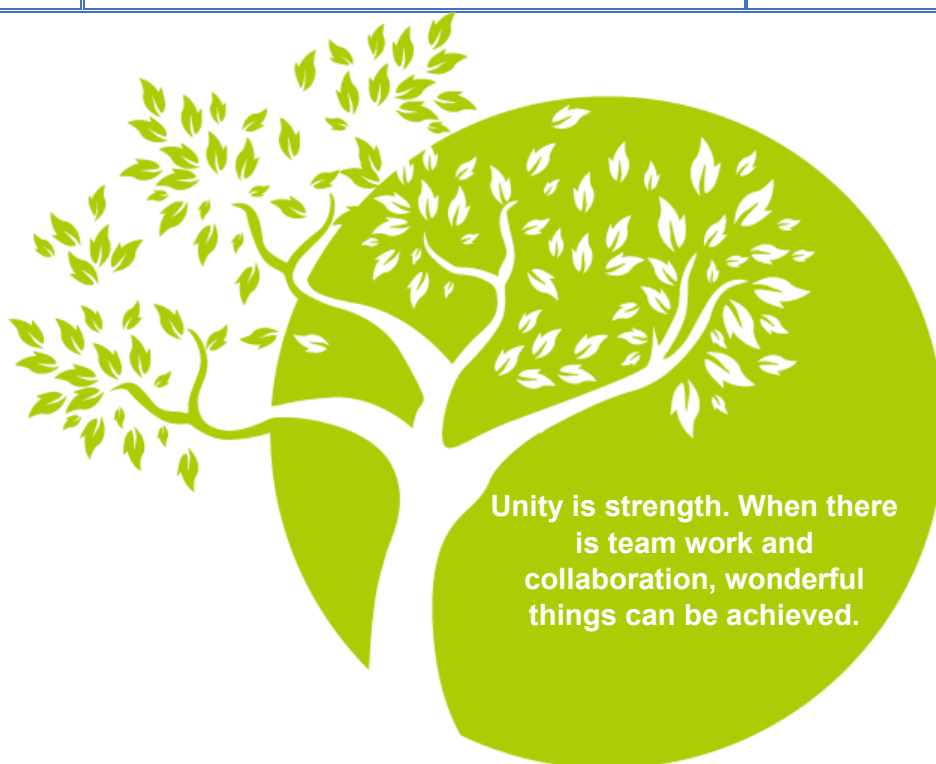 Unity is strength. When there
is team work and
collaboration, wonderful
things can be achieved.